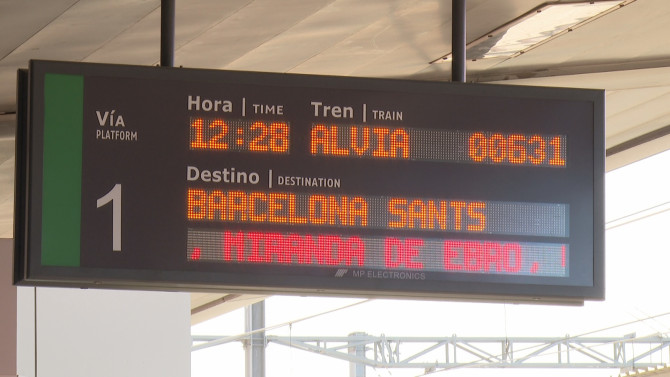 Vía
PLATFORM
1
Hora | TIME
Tren | TRAIN
12:28
ALVIA 00631
Destino | DESTINATION
BARCELONA SANTS
, MIRANDA DE EBRO,
MP ELECTRONICS